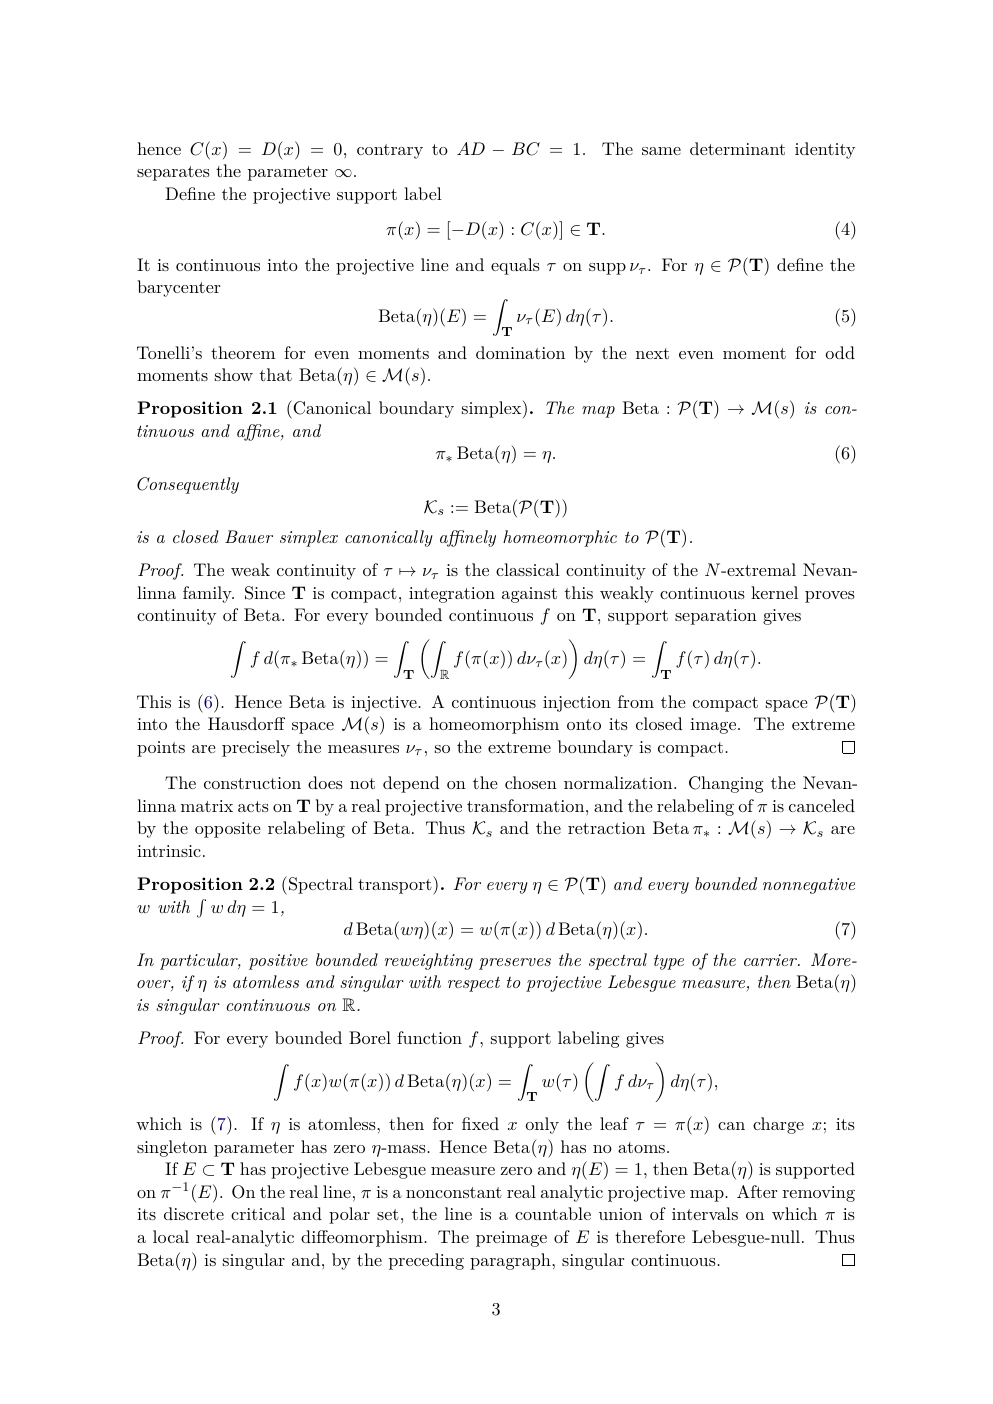 hence C(x) = D(x) = 0, contrary to AD − BC = 1. The same determinant identity
separates the parameter ∞.
Define the projective support label
π(x) = [−D(x) : C(x)] ∈ 𝐓. (4)
It is continuous into the projective line and equals τ on supp ν_τ. For η ∈ 𝒫(𝐓) define the
barycenter
Beta(η)(E) = ∫_𝐓 ν_τ(E) dη(τ). (5)
Tonelli's theorem for even moments and domination by the next even moment for odd
moments show that Beta(η) ∈ ℳ(s).
Proposition 2.1 (Canonical boundary simplex). The map Beta : 𝒫(𝐓) → ℳ(s) is con-
tinuous and affine, and
π_* Beta(η) = η. (6)
Consequently
𝒦_s := Beta(𝒫(𝐓))
is a closed Bauer simplex canonically affinely homeomorphic to 𝒫(𝐓).
Proof. The weak continuity of τ ↦ ν_τ is the classical continuity of the N-extremal Nevan-
linna family. Since 𝐓 is compact, integration against this weakly continuous kernel proves
continuity of Beta. For every bounded continuous f on 𝐓, support separation gives
∫ f d(π_* Beta(η)) = ∫_𝐓 (∫_ℝ f(π(x)) dν_τ(x)) dη(τ) = ∫_𝐓 f(τ) dη(τ).
This is (6). Hence Beta is injective. A continuous injection from the compact space 𝒫(𝐓)
into the Hausdorff space ℳ(s) is a homeomorphism onto its closed image. The extreme
points are precisely the measures ν_τ, so the extreme boundary is compact. □
The construction does not depend on the chosen normalization. Changing the Nevan-
linna matrix acts on 𝐓 by a real projective transformation, and the relabeling of π is canceled
by the opposite relabeling of Beta. Thus 𝒦_s and the retraction Beta π_* : ℳ(s) → 𝒦_s are
intrinsic.
Proposition 2.2 (Spectral transport). For every η ∈ 𝒫(𝐓) and every bounded nonnegative
w with ∫ w dη = 1,
d Beta(wη)(x) = w(π(x)) d Beta(η)(x). (7)
In particular, positive bounded reweighting preserves the spectral type of the carrier. More-
over, if η is atomless and singular with respect to projective Lebesgue measure, then Beta(η)
is singular continuous on ℝ.
Proof. For every bounded Borel function f, support labeling gives
∫ f(x)w(π(x)) d Beta(η)(x) = ∫_𝐓 w(τ) (∫ f dν_τ) dη(τ),
which is (7). If η is atomless, then for fixed x only the leaf τ = π(x) can charge x; its
singleton parameter has zero η-mass. Hence Beta(η) has no atoms.
If E ⊂ 𝐓 has projective Lebesgue measure zero and η(E) = 1, then Beta(η) is supported
on π^{−1}(E). On the real line, π is a nonconstant real analytic projective map. After removing
its discrete critical and polar set, the line is a countable union of intervals on which π is
a local real-analytic diffeomorphism. The preimage of E is therefore Lebesgue-null. Thus
Beta(η) is singular and, by the preceding paragraph, singular continuous. □
3